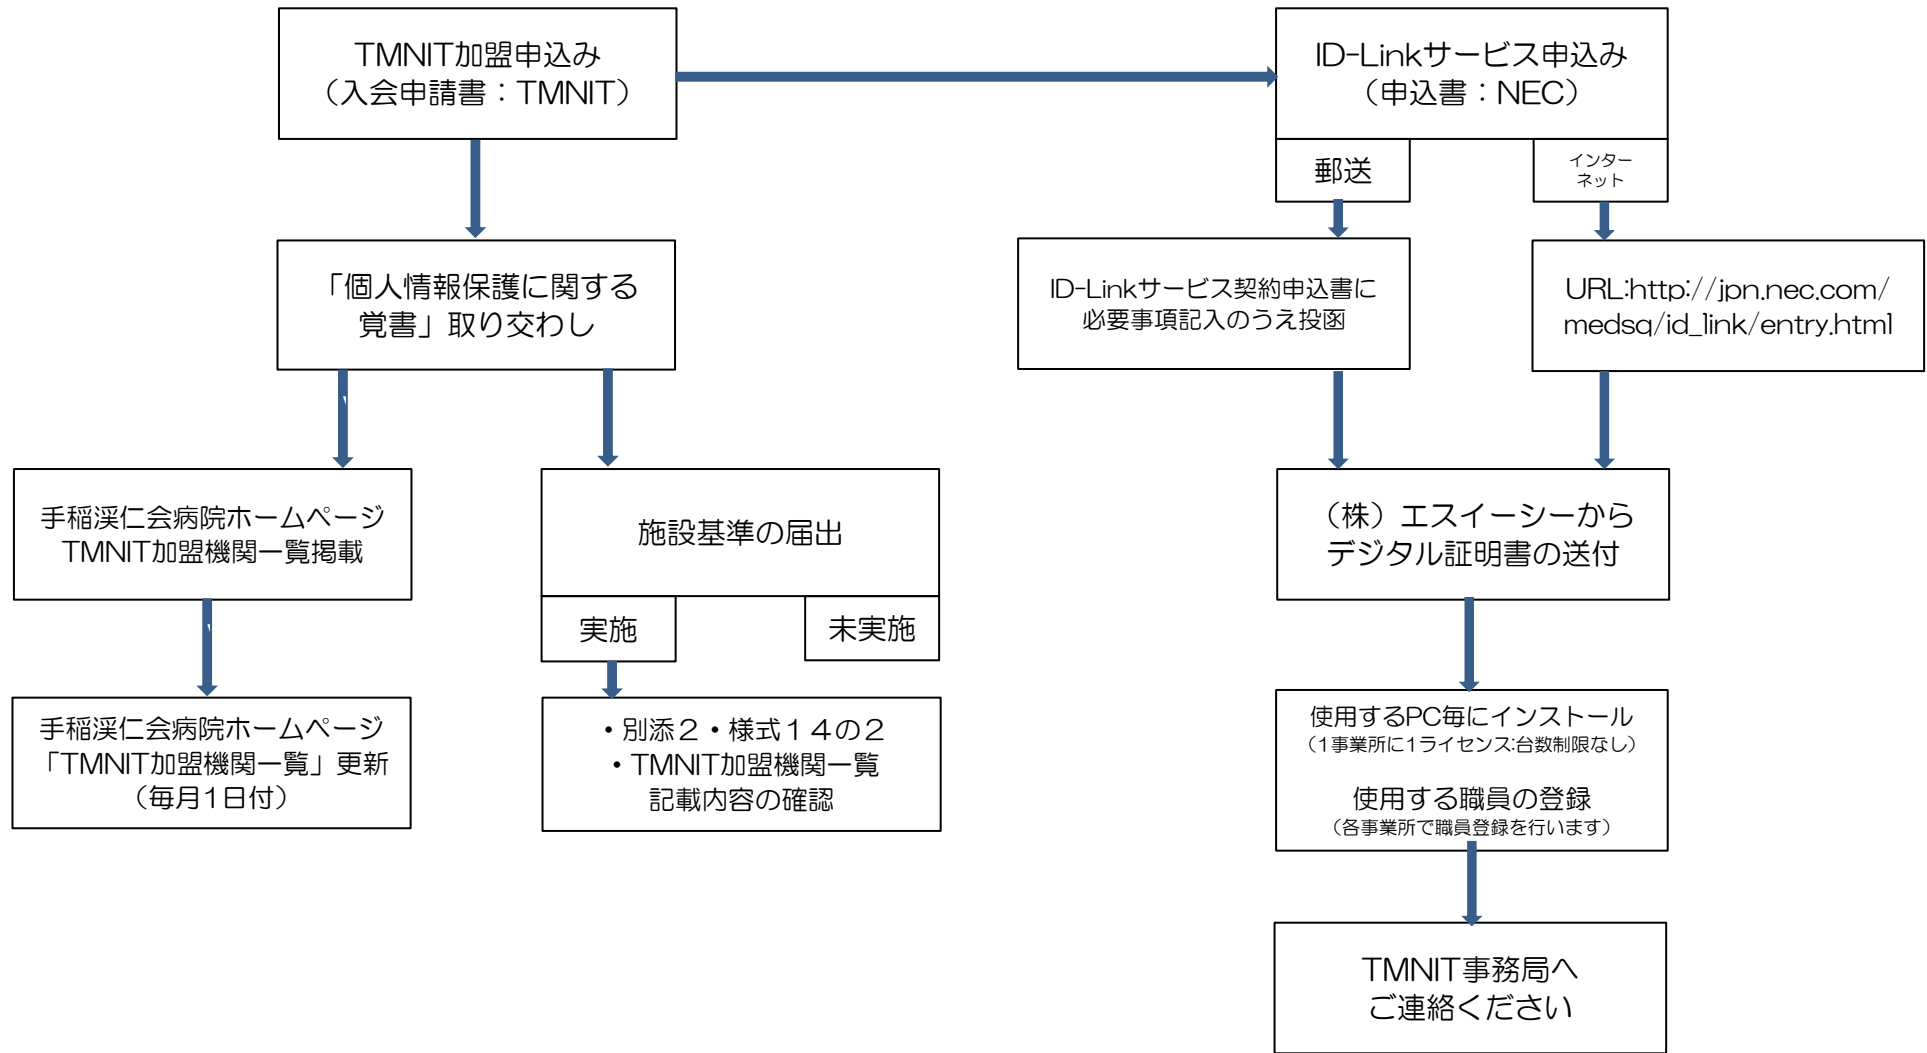 TMNIT加盟申込み
（入会申請書：TMNIT）
ID-Linkサービス申込み
（申込書：NEC）
郵送
インター
ネット
「個人情報保護に関する
覚書」取り交わし
ID-Linkサービス契約申込書に
必要事項記入のうえ投函
URL:http://jpn.nec.com/
medsq/id_link/entry.html
手稲渓仁会病院ホームページ
TMNIT加盟機関一覧掲載
施設基準の届出
実施
未実施
（株）エスイーシーから
デジタル証明書の送付
手稲渓仁会病院ホームページ
「TMNIT加盟機関一覧」更新
（毎月1日付）
・別添２・様式１４の２
・TMNIT加盟機関一覧
記載内容の確認
使用するPC毎にインストール
（1事業所に1ライセンス:台数制限なし）
使用する職員の登録
（各事業所で職員登録を行います）
TMNIT事務局へ
ご連絡ください